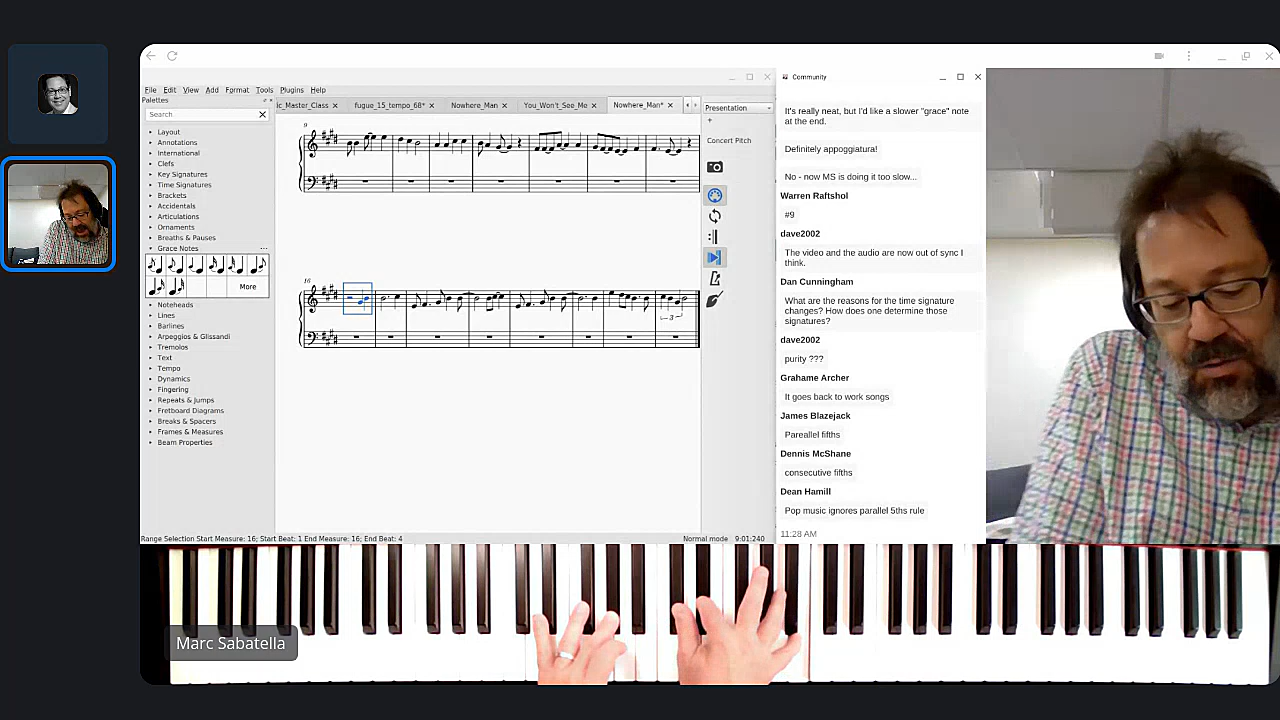 File Edit View Add Format Tools Plugins Help
Palettes
Search
Layout
Annotations
International
Clefs
Key Signatures
Time Signatures
Brackets
Accidentals
Articulations
Ornaments
Breaths & Pauses
Grace Notes
More
Noteheads
Lines
Barlines
Arpeggios & Glissandi
Tremolos
Text
Tempo
Dynamics
Fingering
Repeats & Jumps
Fretboard Diagrams
Breaks & Spacers
Frames & Measures
Beam Properties
ic_Master_Class fugue_15_tempo_68* Nowhere_Man You_Won't_See_Me Nowhere_Man*
9
16
3
Presentation
Concert Pitch
Range Selection Start Measure: 16; Start Beat: 1 End Measure: 16; End Beat: 4
Normal mode 9:01:240
Community
It's really neat, but I'd like a slower "grace" note
at the end.
Definitely appoggiatura!
No - now MS is doing it too slow...
Warren Raftshol
#9
dave2002
The video and the audio are now out of sync I
think.
Dan Cunningham
What are the reasons for the time signature
changes? How does one determine those
signatures?
dave2002
purity ???
Grahame Archer
It goes back to work songs
James Blazejack
Pareallel fifths
Dennis McShane
consecutive fifths
Dean Hamill
Pop music ignores parallel 5ths rule
11:28 AM
Marc Sabatella